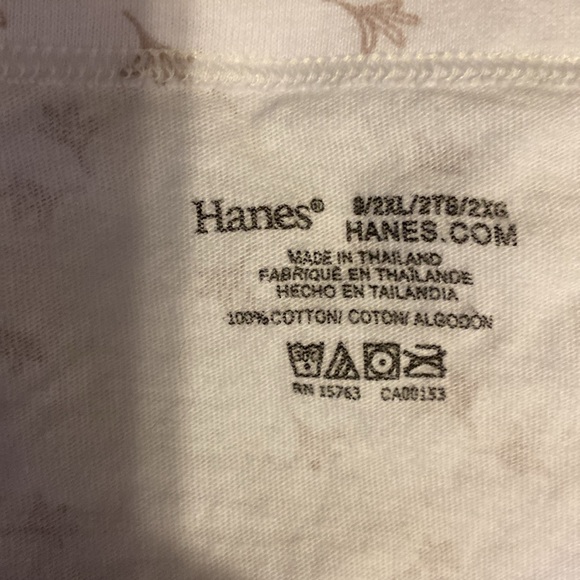 Hanes® 9/2XL/2TG/2XG
HANES.COM
MADE IN THAILAND
FABRIQUÉ EN THAÏLANDE
HECHO EN TAILANDIA
100% COTTON/ COTON/ ALGODÓN
RN 15763 CA00153